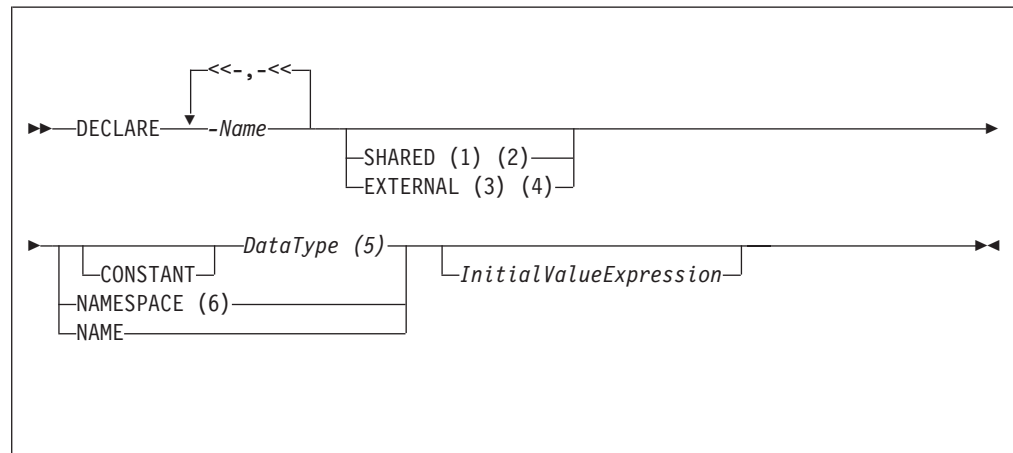 <<-,-<<
DECLARE -Name
SHARED (1) (2)
EXTERNAL (3) (4)
DataType (5)
CONSTANT InitialValueExpression
NAMESPACE (6)
NAME